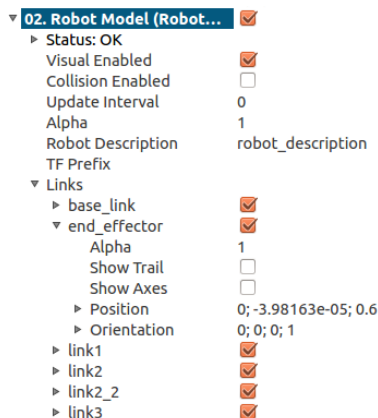 02. Robot Model (Robot...
Status: OK
Visual Enabled
Collision Enabled
Update Interval 0
Alpha 1
Robot Description robot_description
TF Prefix
Links
base_link
end_effector
Alpha 1
Show Trail
Show Axes
Position 0; -3.98163e-05; 0.6
Orientation 0; 0; 0; 1
link1
link2
link2_2
link3